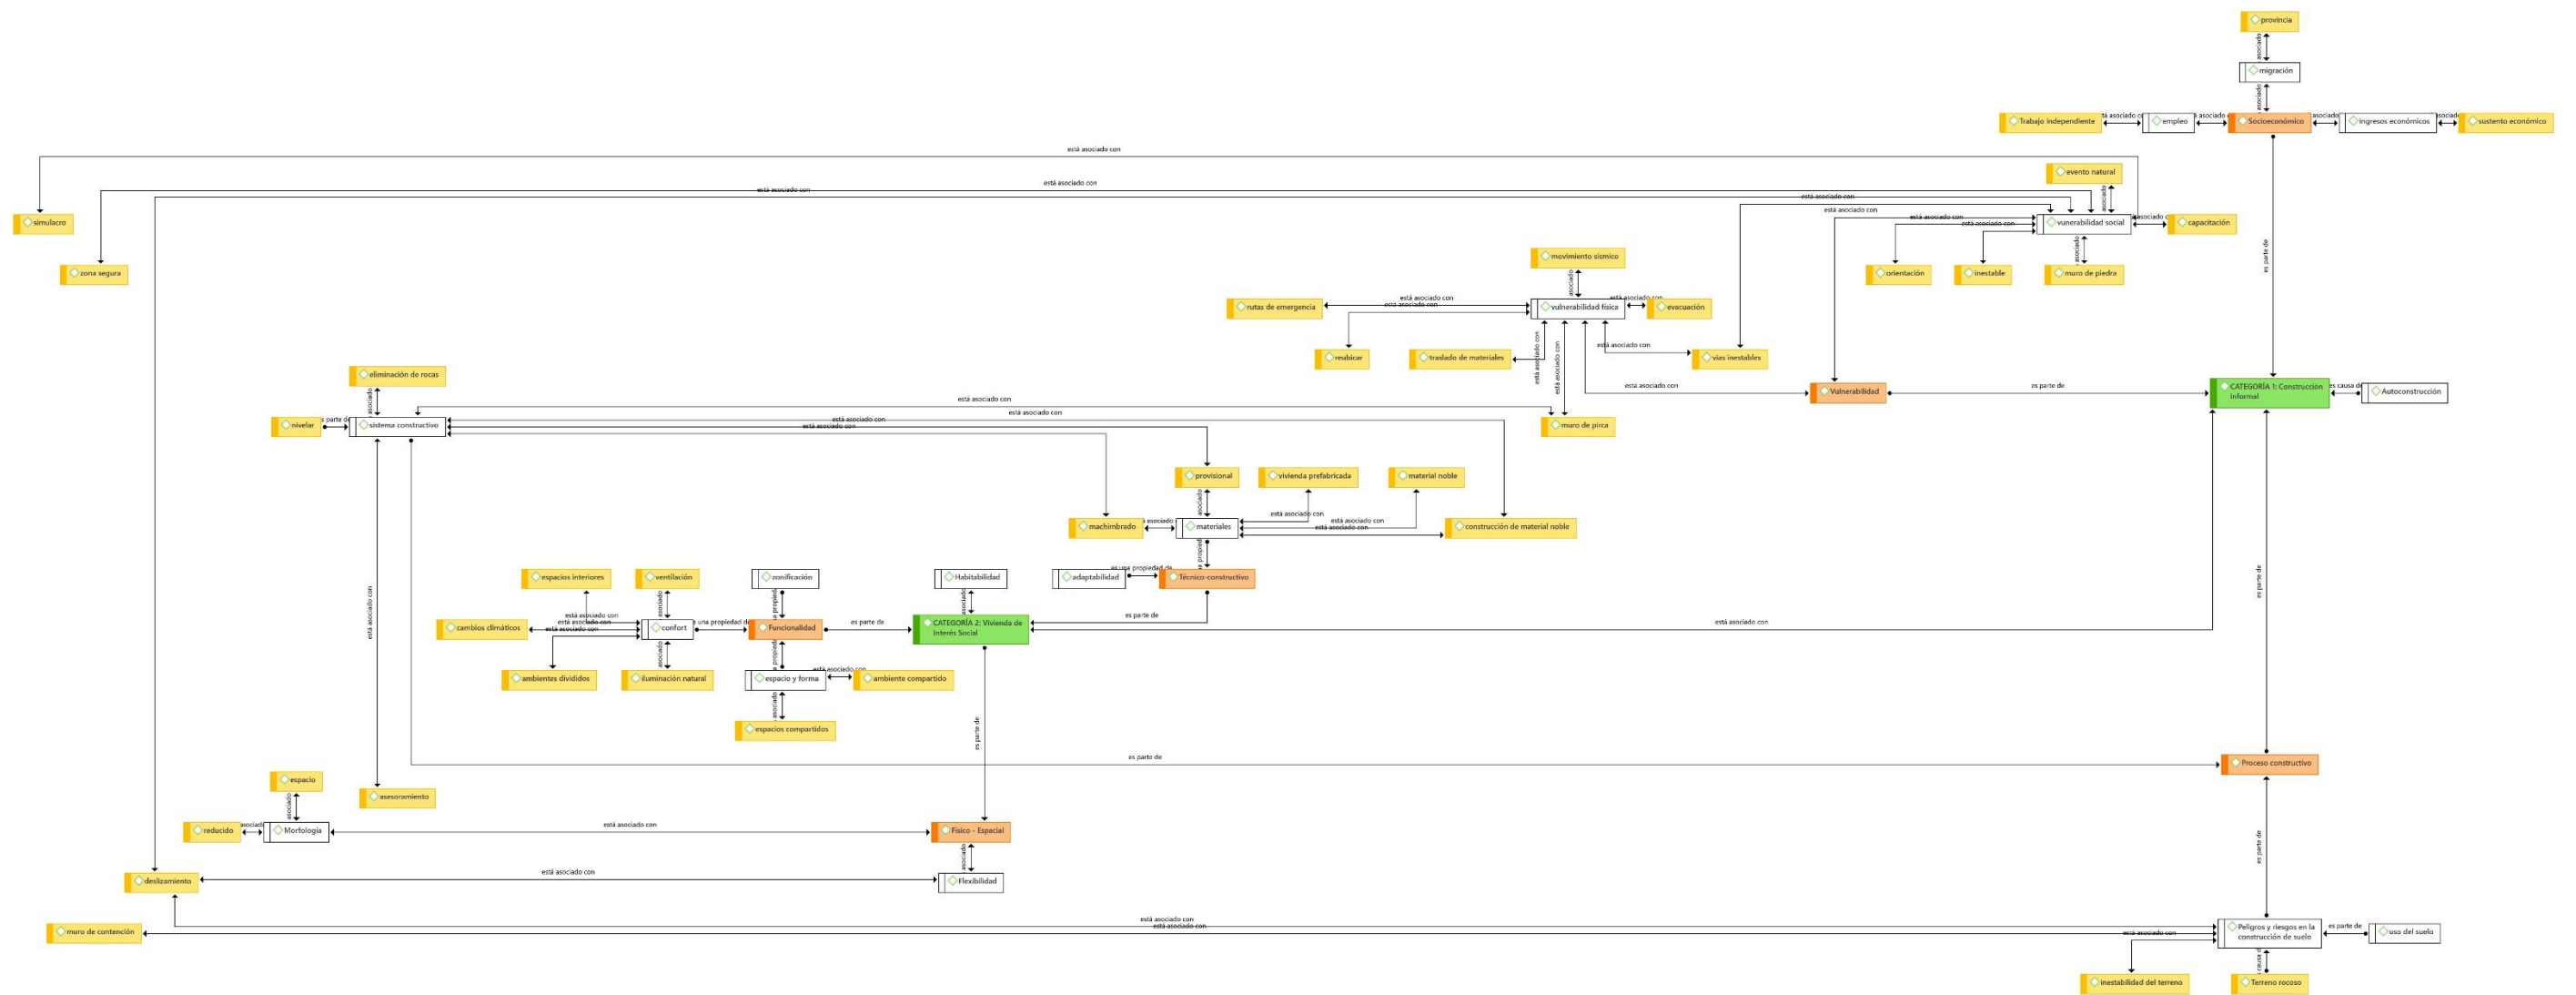 provincia
asociado
migración
asociado
Trabajo independiente
empleo
Socioeconómico
asociado
ingresos económicos
sustento económico
está asociado con
evento natural
está asociado con
está asociado con
asociado
está asociado con
simulacro
está asociado con
está asociado con
vunerabilidad social
capacitación
está asociado con
es parte de
asociado
zona segura
orientación
inestable
muro de piedra
movimiento sísmico
asociado
rutas de emergencia
está asociado con
está asociado con
vulnerabilidad física
está asociado con
evacuación
reubicar
traslado de materiales
está asociado con
está asociado con
está asociado con
vias inestables
eliminación de rocas
asociado
está asociado con
Vulnerabilidad
es parte de
CATEGORÍA 1: Construcción
informal
es causa de
Autoconstrucción
está asociado con
está asociado con
nivelar
es parte de
sistema constructivo
está asociado con
está asociado con
muro de pirca
provisional
vivienda prefabricada
material noble
asociado
está asociado con
machimbrado
asociado
materiales
está asociado con
está asociado con
construcción de material noble
espacios interiores
ventilación
zonificación
Habitabilidad
adaptabilidad
es una propiedad de
Técnico-constructivo
es parte de
está asociado con
asociado
asociado
está asociado con
está asociado con
está asociado con
es parte de
cambios climáticos
confort
una propiedad de
Funcionalidad
es parte de
CATEGORÍA 2: Vivienda de
Interés Social
está asociado con
asociado
está asociado con
ambientes divididos
iluminación natural
espacio y forma
ambiente compartido
asociado
espacios compartidos
es parte de
es parte de
Proceso constructivo
espacio
asociado
asesoramiento
reducido
Morfología
está asociado con
Físico - Espacial
es parte de
asociado
deslizamiento
está asociado con
Flexibilidad
está asociado con
está asociado con
muro de contención
Peligros y riesgos en la
construcción de suelo
es parte de
uso del suelo
está asociado con
inestabilidad del terreno
Terreno rocoso